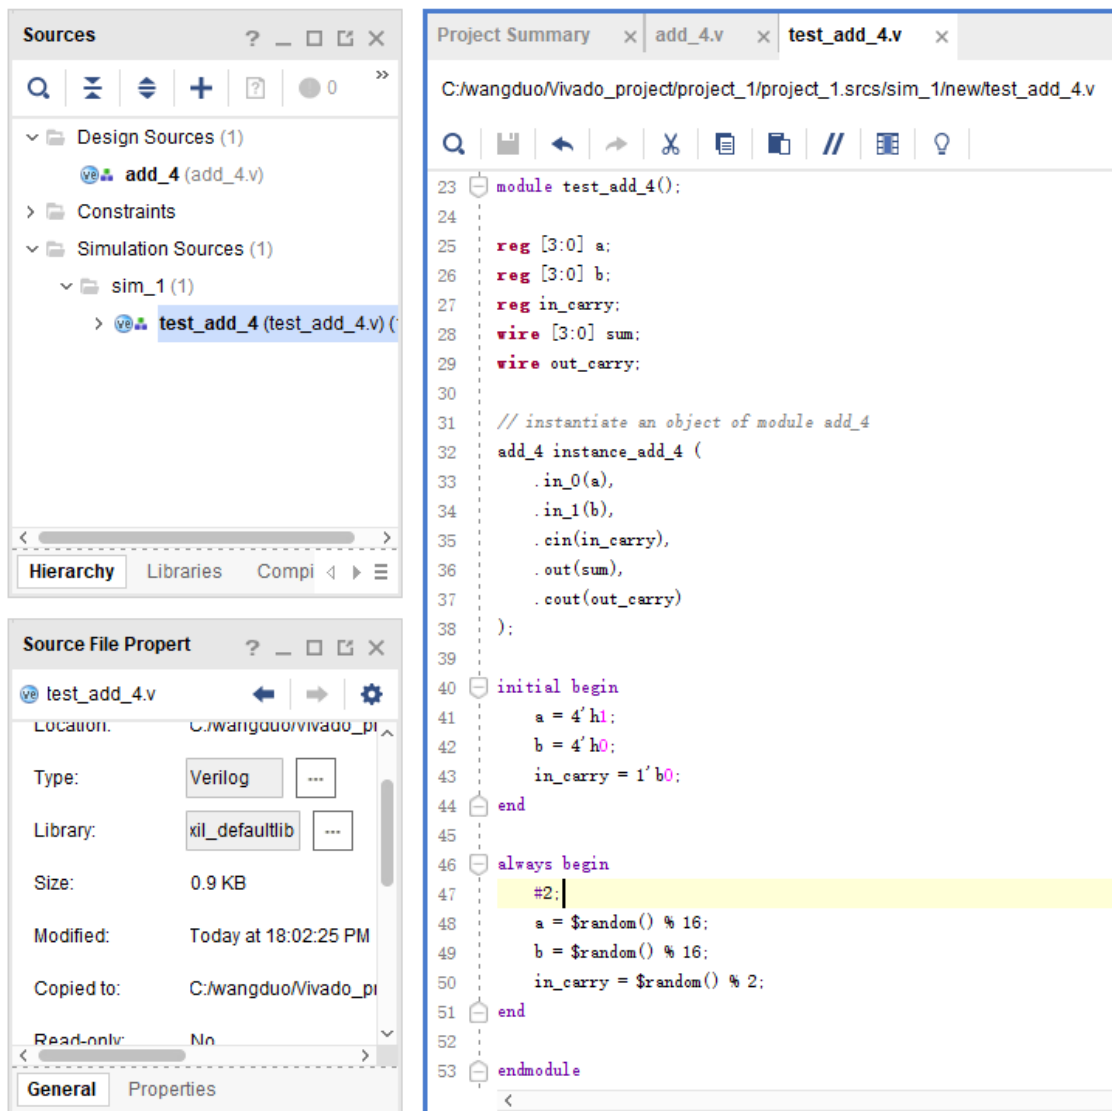 Sources
0
Design Sources (1)
add_4 (add_4.v)
Constraints
Simulation Sources (1)
sim_1 (1)
test_add_4 (test_add_4.v) (
Hierarchy Libraries Compi
Source File Propert
test_add_4.v
Location: C:/wangduo/Vivado_pr
Type: Verilog
Library: xil_defaultlib
Size: 0.9 KB
Modified: Today at 18:02:25 PM
Copied to: C:/wangduo/Vivado_pr
Read-only: No
General Properties
Project Summary add_4.v test_add_4.v
C:/wangduo/Vivado_project/project_1/project_1.srcs/sim_1/new/test_add_4.v
23 module test_add_4();
24
25 reg [3:0] a;
26 reg [3:0] b;
27 reg in_carry;
28 wire [3:0] sum;
29 wire out_carry;
30
31 // instantiate an object of module add_4
32 add_4 instance_add_4 (
33 .in_0(a),
34 .in_1(b),
35 .cin(in_carry),
36 .out(sum),
37 .cout(out_carry)
38 );
39
40 initial begin
41 a = 4'h1;
42 b = 4'h0;
43 in_carry = 1'b0;
44 end
45
46 always begin
47 #2;
48 a = $random() % 16;
49 b = $random() % 16;
50 in_carry = $random() % 2;
51 end
52
53 endmodule